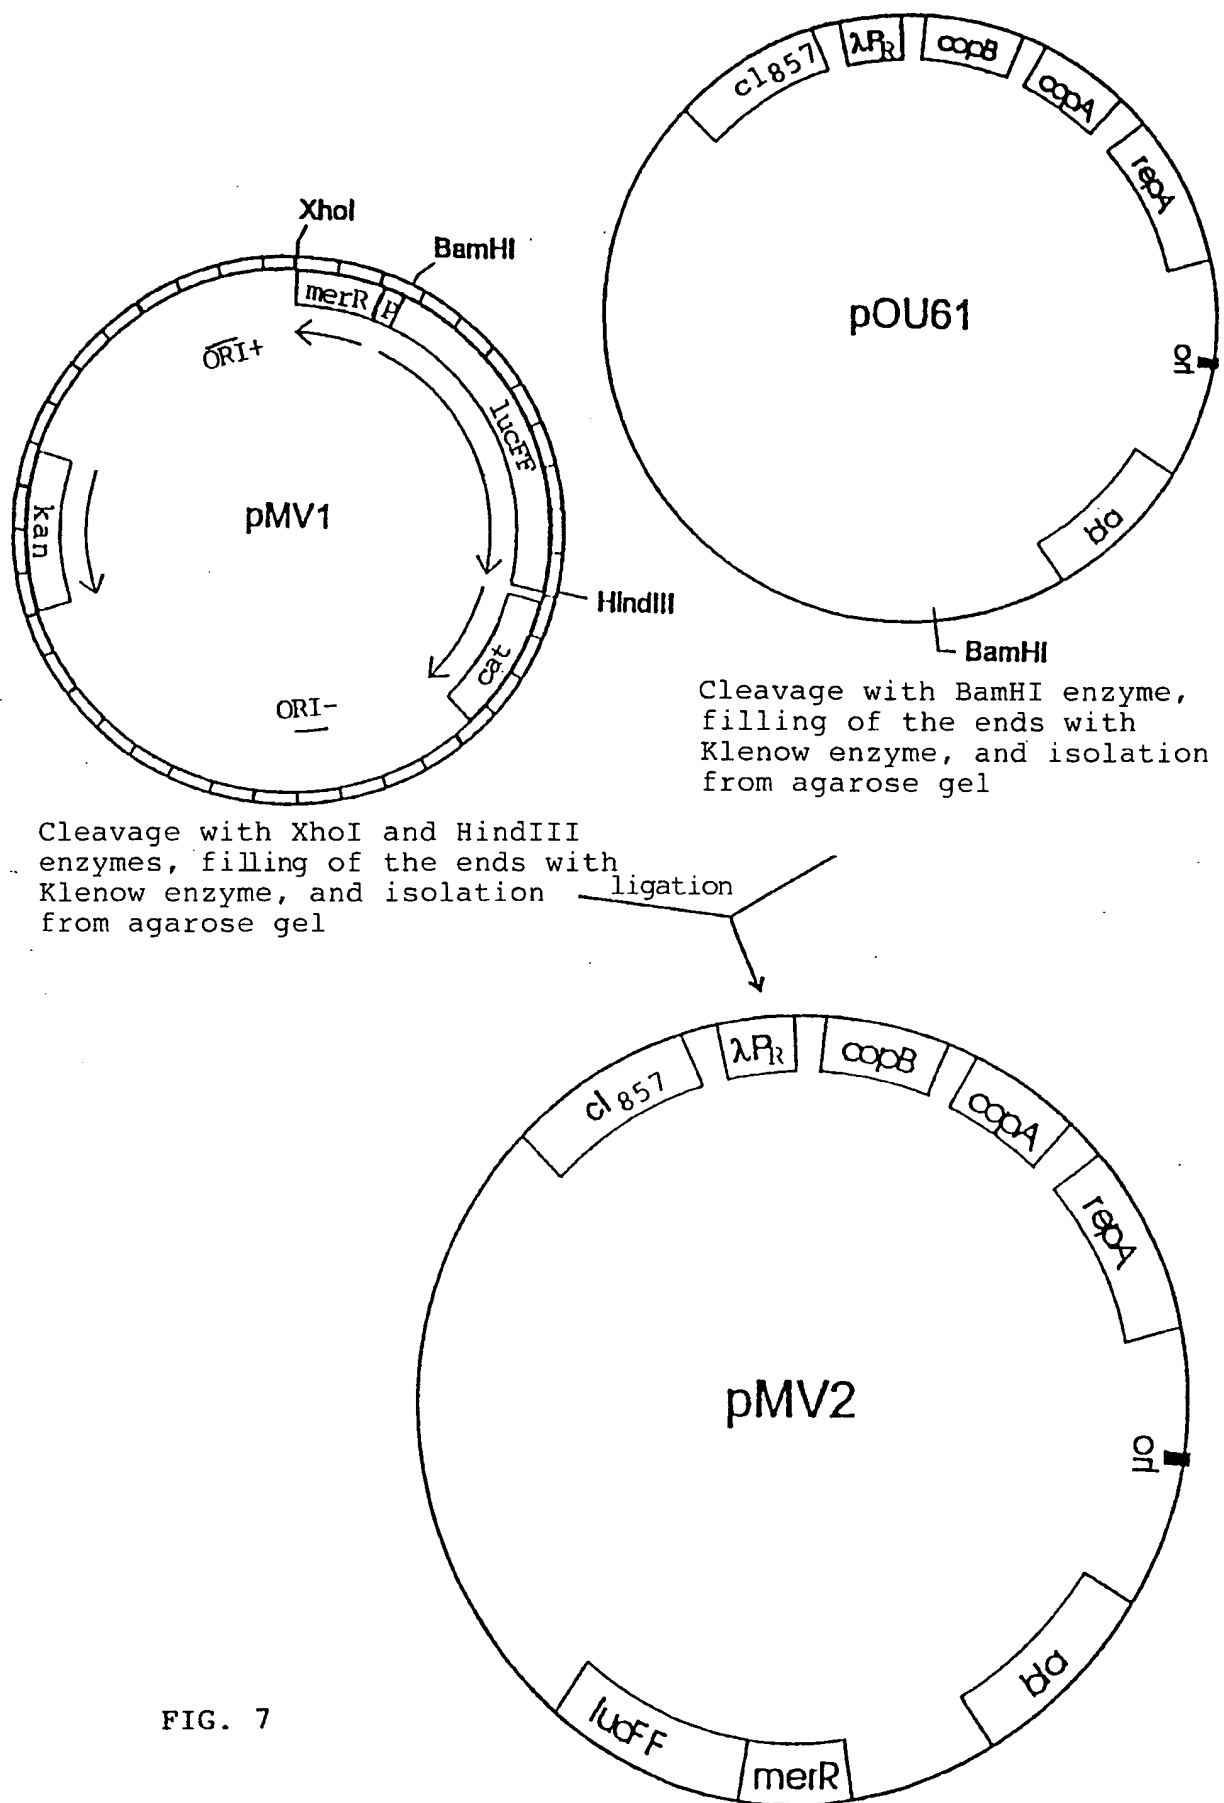 XhoI
BamHI
merR
P
ORI+
lucFF
kan
pMV1
HindIII
cat
ORI-
Cleavage with XhoI and HindIII
enzymes, filling of the ends with
Klenow enzyme, and isolation
from agarose gel
cI857
λPR
copB
copA
repA
pOU61
ori
bla
BamHI
Cleavage with BamHI enzyme,
filling of the ends with
Klenow enzyme, and isolation
from agarose gel
ligation
cI857
λPR
copB
copA
repA
pMV2
ori
bla
lucFF
merR
FIG. 7